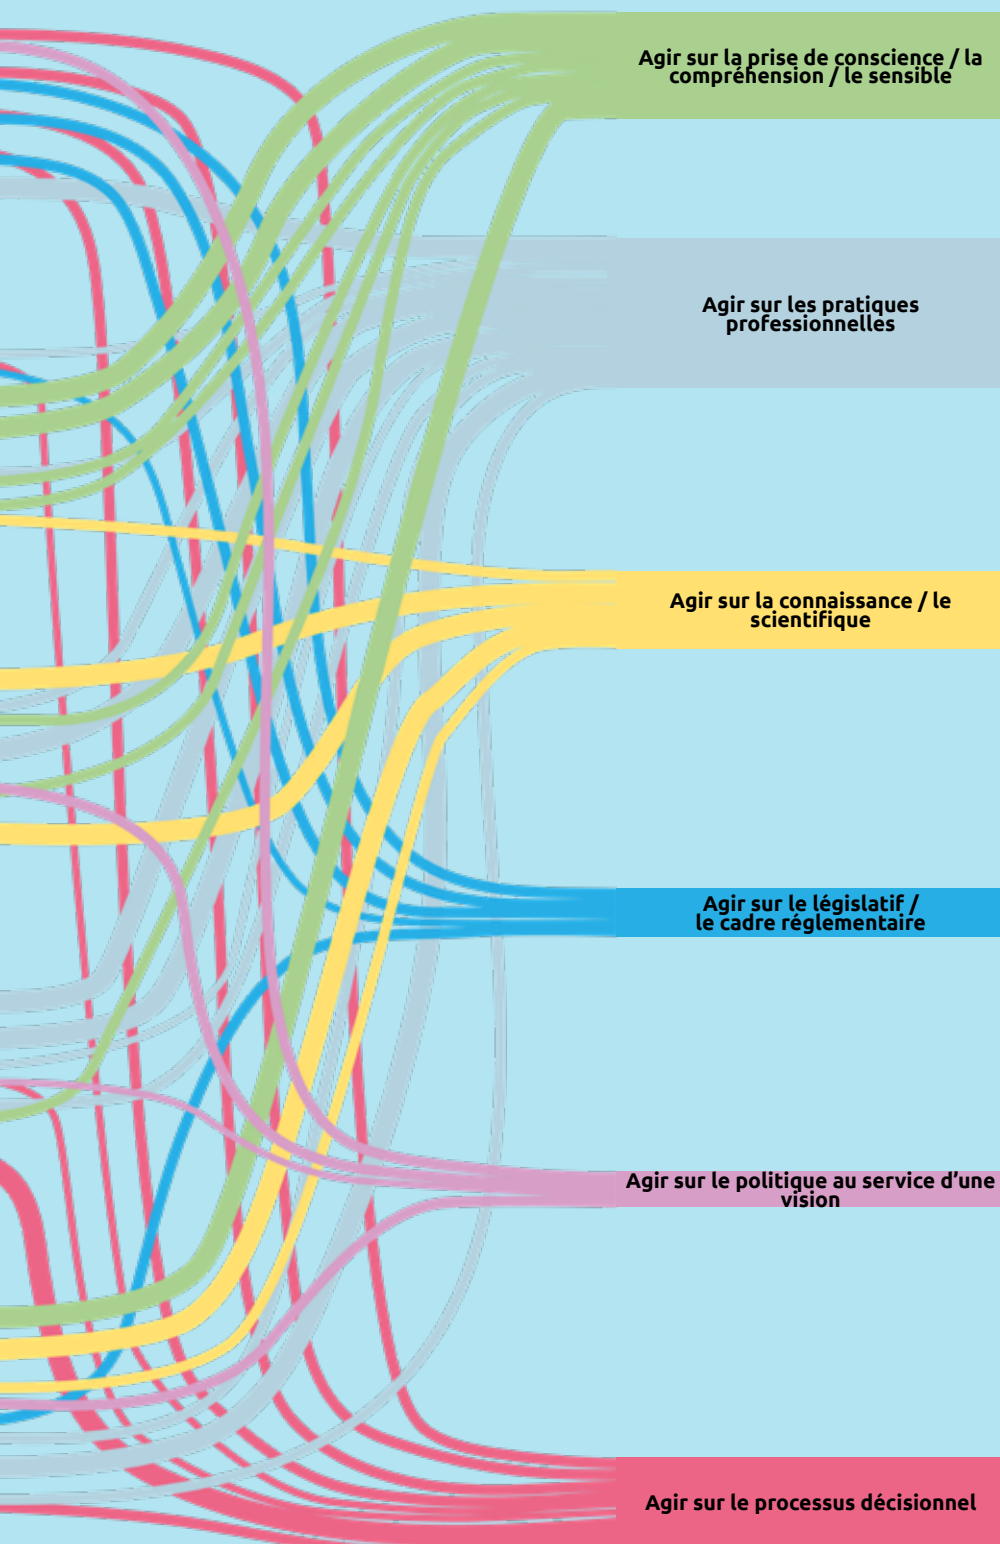 Agir sur la prise de conscience / la
compréhension / le sensible
Agir sur les pratiques
professionnelles
Agir sur la connaissance / le
scientifique
Agir sur le législatif /
le cadre réglementaire
Agir sur le politique au service d’une
vision
Agir sur le processus décisionnel